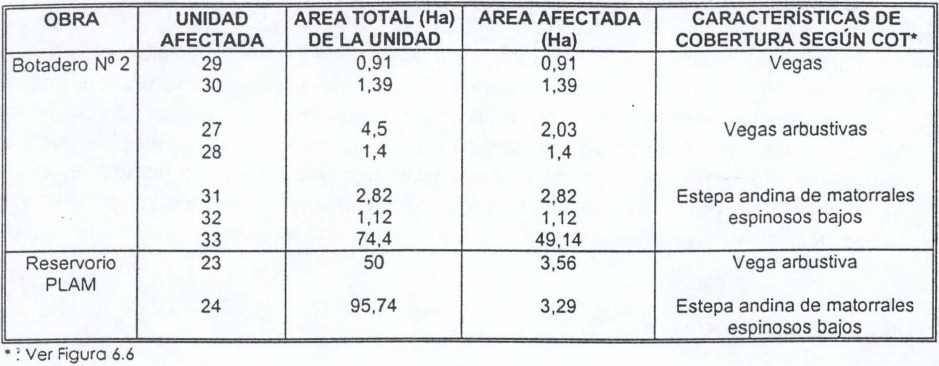 OBRA UNIDAD AFECTADA AREA TOTAL (Ha) DE LA UNIDAD AREA AFECTADA (Ha) CARACTERÍSTICAS DE COBERTURA SEGÚN COT*
Botadero Nº 2 29 0,91 0,91 Vegas
30 1,39 1,39
27 4,5 2,03 Vegas arbustivas
28 1,4 1,4
31 2,82 2,82 Estepa andina de matorrales
32 1,12 1,12 espinosos bajos
33 74,4 49,14
Reservorio 23 50 3,56 Vega arbustiva
PLAM
24 95,74 3,29 Estepa andina de matorrales
espinosos bajos
* : Ver Figura 6.6